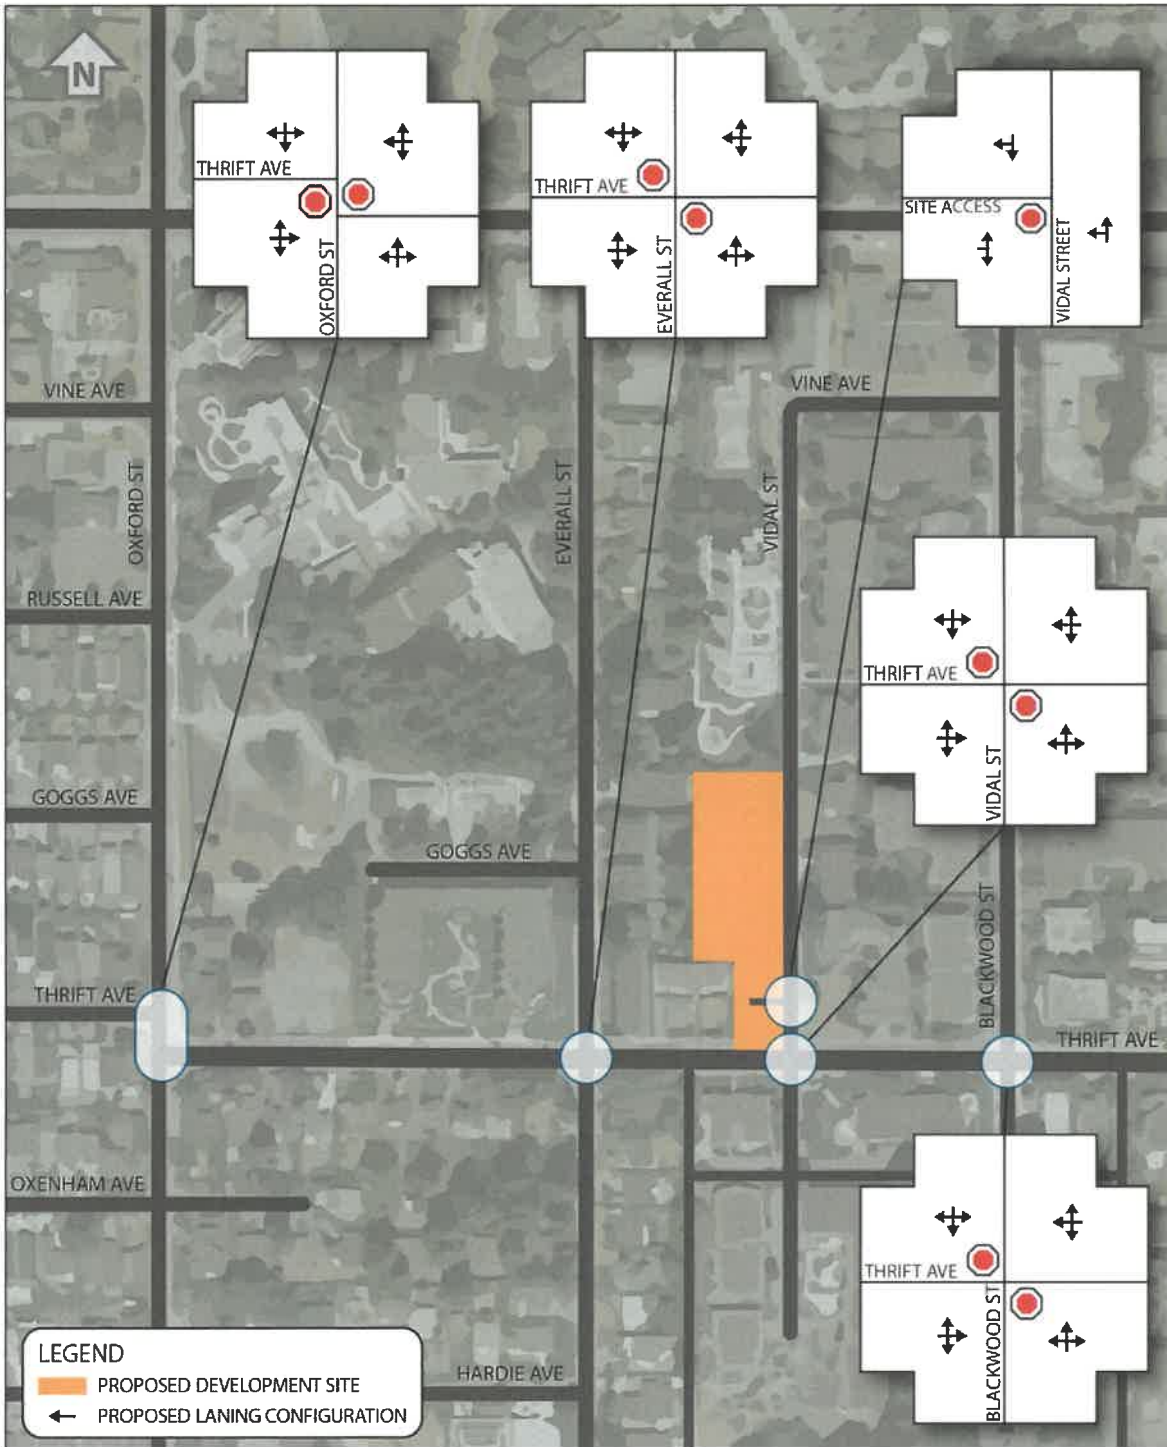 N
THRIFT AVE
OXFORD ST
THRIFT AVE
EVERALL ST
SITE ACCESS
VIDAL STREET
VINE AVE
VINE AVE
OXFORD ST
EVERALL ST
VIDAL ST
RUSSELL AVE
THRIFT AVE
VIDAL ST
GOGGS AVE
GOGGS AVE
BLACKWOOD ST
THRIFT AVE
THRIFT AVE
OXENHAM AVE
THRIFT AVE
BLACKWOOD ST
HARDIE AVE
LEGEND
PROPOSED DEVELOPMENT SITE
PROPOSED LANING CONFIGURATION